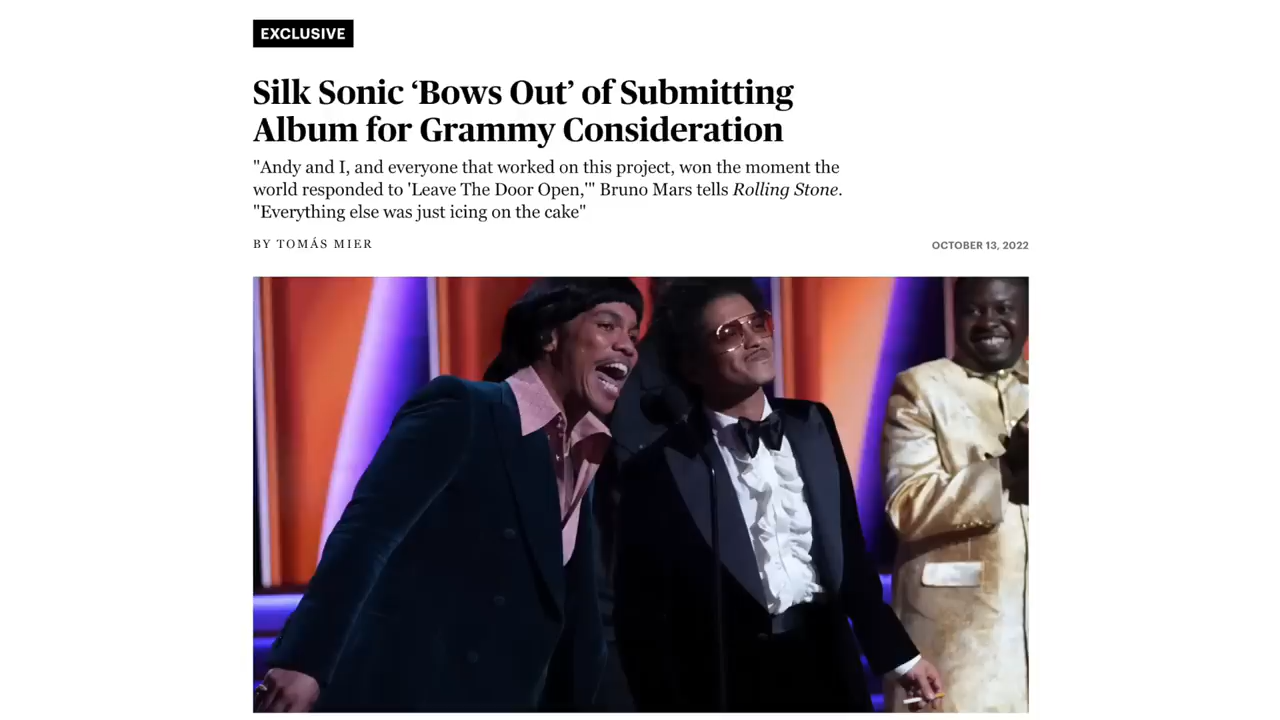 EXCLUSIVE
Silk Sonic ‘Bows Out’ of Submitting
Album for Grammy Consideration
"Andy and I, and everyone that worked on this project, won the moment the
world responded to 'Leave The Door Open,'" Bruno Mars tells Rolling Stone.
"Everything else was just icing on the cake"
BY TOMÁS MIER
OCTOBER 13, 2022